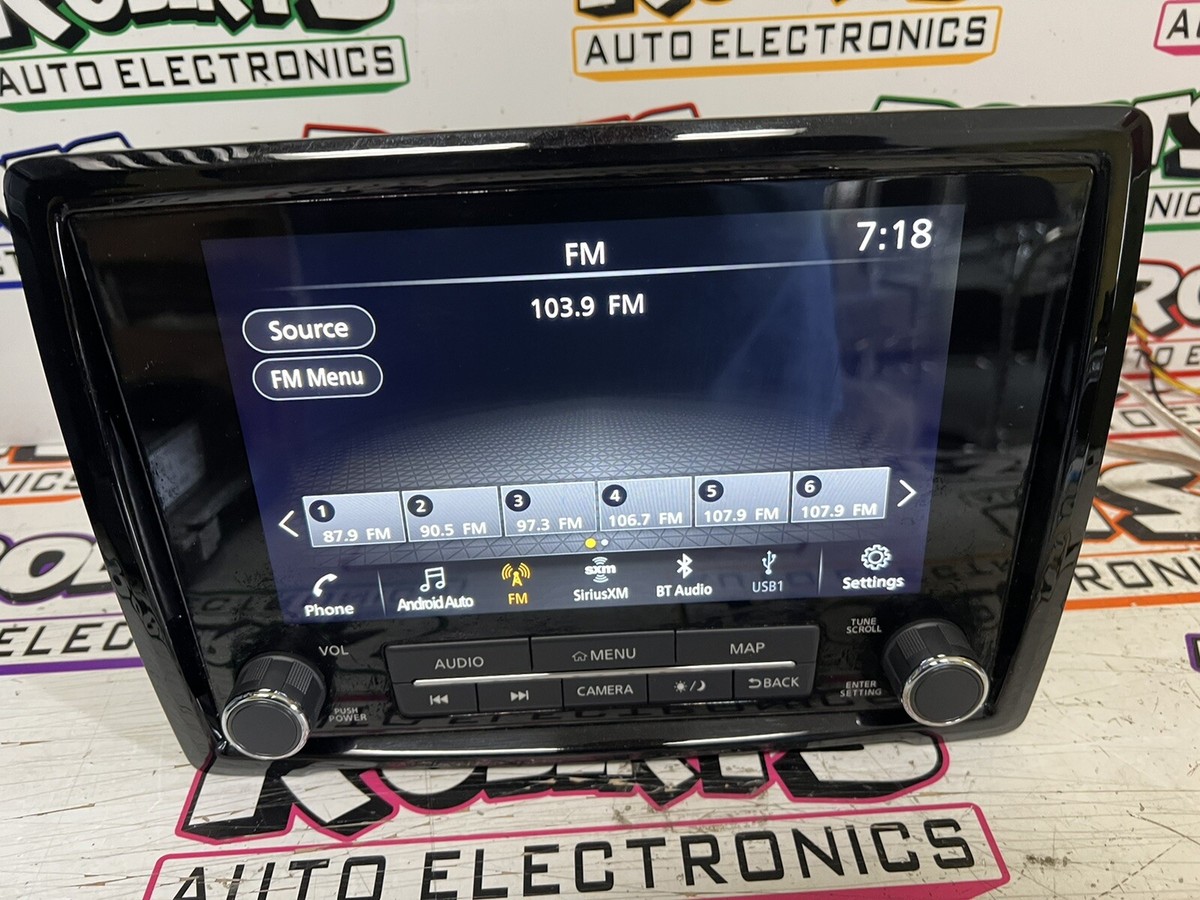 ROBERTS
AUTO ELECTRONICS
AUTO ELECTRONICS
FM
7:18
103.9 FM
Source
FM Menu
1
87.9 FM
2
90.5 FM
3
97.3 FM
4
106.7 FM
5
107.9 FM
6
107.9 FM
Phone
Android Auto
FM
sxm
SiriusXM
BT Audio
USB1
Settings
VOL
PUSH
POWER
AUDIO
MENU
MAP
CAMERA
BACK
TUNE
SCROLL
ENTER
SETTING
ROBERTS
AUTO ELECTRONICS